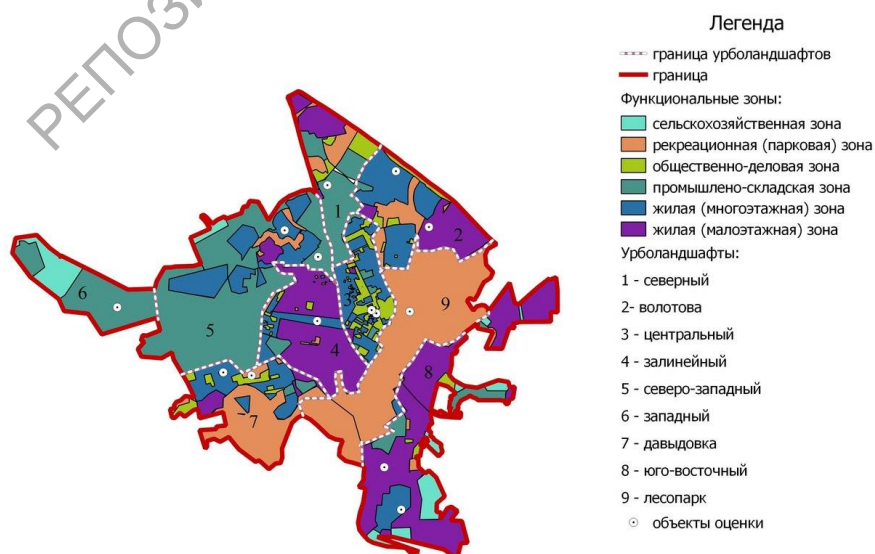 РЕПОЗИ
Легенда
граница урболандшафтов
граница
Функциональные зоны:
сельскохозяйственная зона
рекреационная (парковая) зона
общественно-деловая зона
промышлено-складская зона
жилая (многоэтажная) зона
жилая (малоэтажная) зона
Урболандшафты:
1 - северный
2- волотова
3 - центральный
4 - залинейный
5 - северо-западный
6 - западный
7 - давыдовка
8 - юго-восточный
9 - лесопарк
объекты оценки
1
2
3
6
9
5
4
8
7